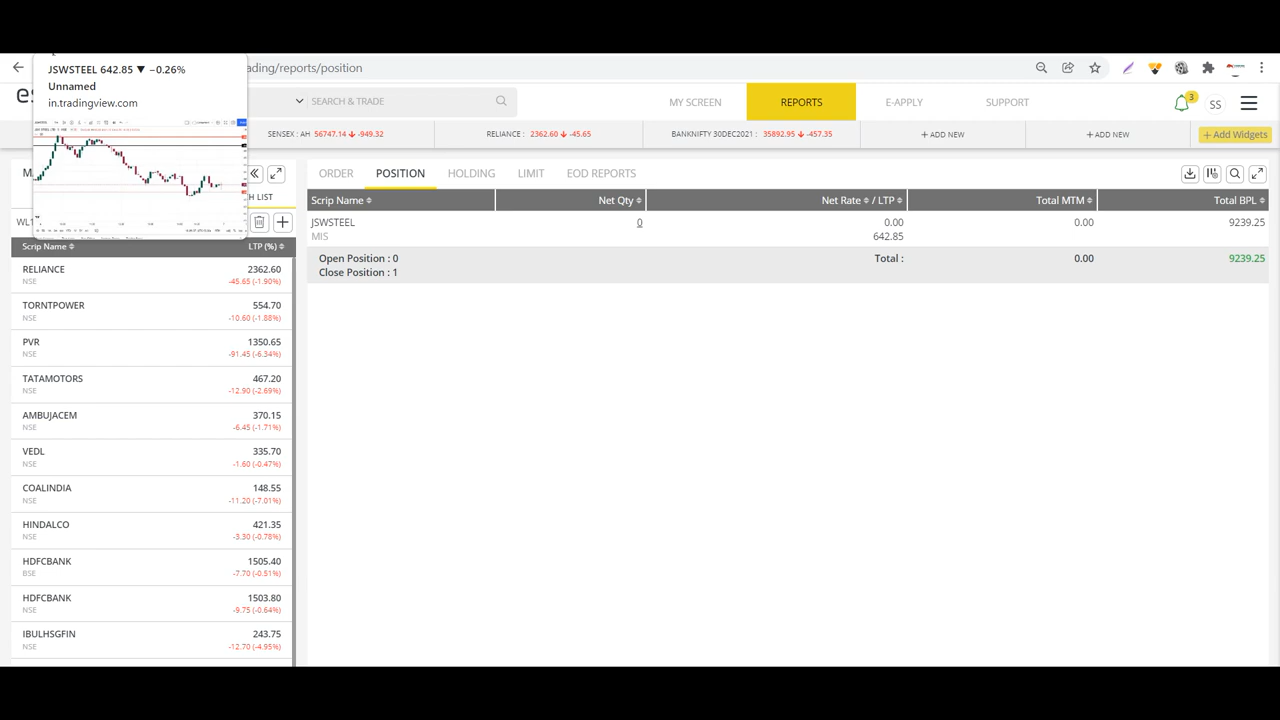 JSWSTEEL 642.85 ▼ −0.26%
Unnamed
in.tradingview.com
ading/reports/position
es
SEARCH & TRADE
MY SCREEN
REPORTS
E-APPLY
SUPPORT
3
SS
SENSEX : AH 56747.14 -949.32
RELIANCE : 2362.60 -45.65
BANKNIFTY 30DEC2021 : 35892.95 -457.35
+ ADD NEW
+ ADD NEW
+ Add Widgets
M
CH LIST
WL1
Scrip Name LTP (%)
RELIANCE 2362.60
NSE -45.65 (-1.90%)
TORNTPOWER 554.70
NSE -10.60 (-1.88%)
PVR 1350.65
NSE -91.45 (-6.34%)
TATAMOTORS 467.20
NSE -12.90 (-2.69%)
AMBUJACEM 370.15
NSE -6.45 (-1.71%)
VEDL 335.70
NSE -1.60 (-0.47%)
COALINDIA 148.55
NSE -11.20 (-7.01%)
HINDALCO 421.35
NSE -3.30 (-0.78%)
HDFCBANK 1505.40
BSE -7.70 (-0.51%)
HDFCBANK 1503.80
NSE -9.75 (-0.64%)
IBULHSGFIN 243.75
NSE -12.70 (-4.95%)
ORDER POSITION HOLDING LIMIT EOD REPORTS
Scrip Name Net Qty Net Rate / LTP Total MTM Total BPL
JSWSTEEL 0 0.00 0.00 9239.25
MIS 642.85
Open Position : 0 Total : 0.00 9239.25
Close Position : 1